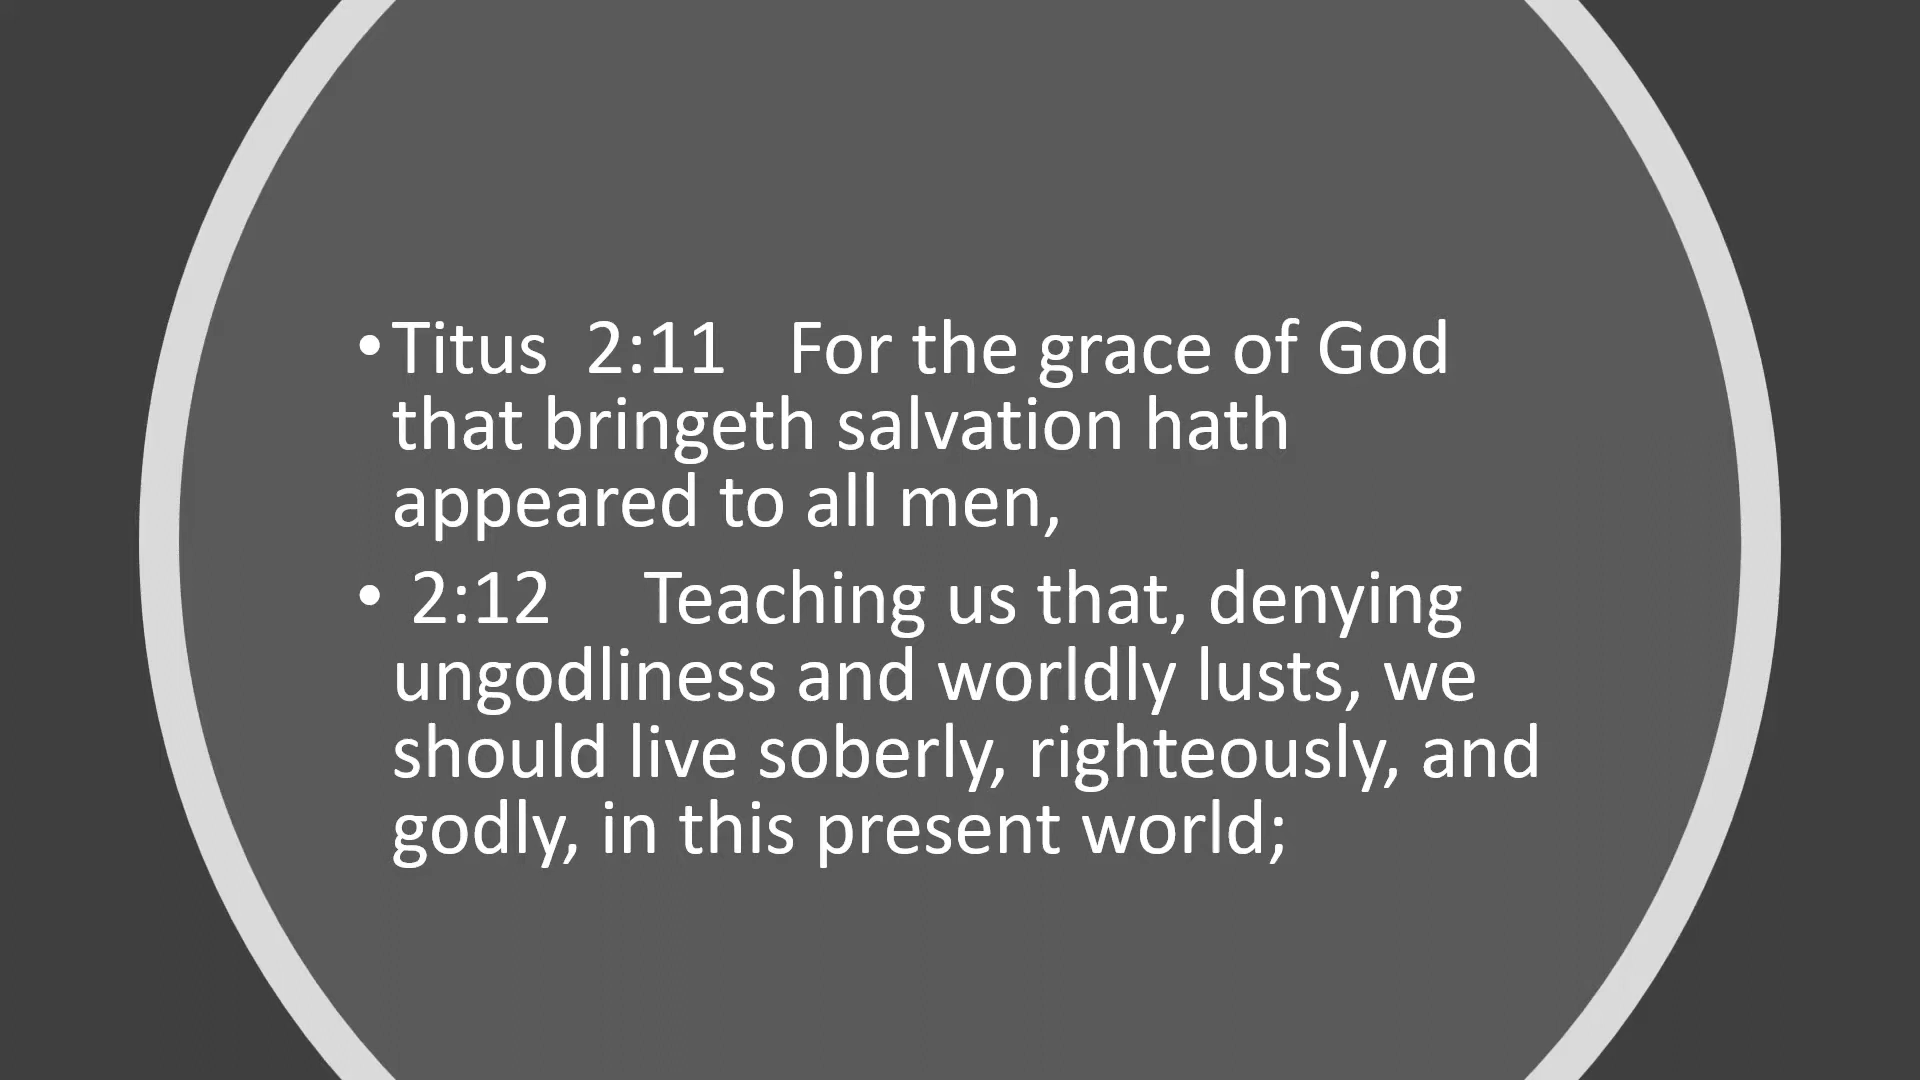 •Titus 2:11 For the grace of God
that bringeth salvation hath
appeared to all men,
• 2:12 Teaching us that, denying
ungodliness and worldly lusts, we
should live soberly, righteously, and
godly, in this present world;